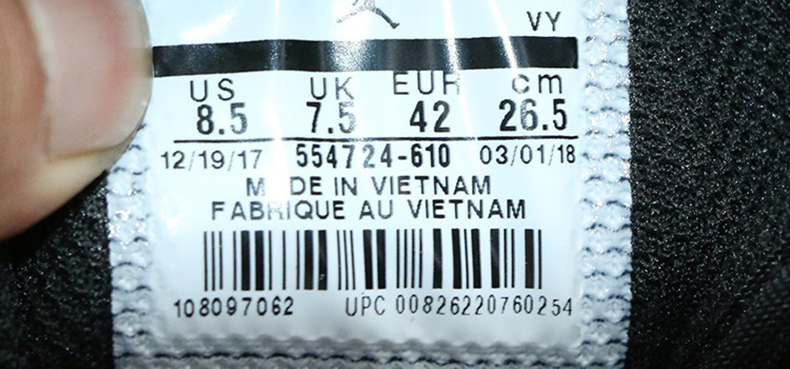 VY
US UK EUR cm
8.5 7.5 42 26.5
12/19/17 554724-610 03/01/18
MADE IN VIETNAM
FABRIQUE AU VIETNAM
108097062 UPC 00826220760254